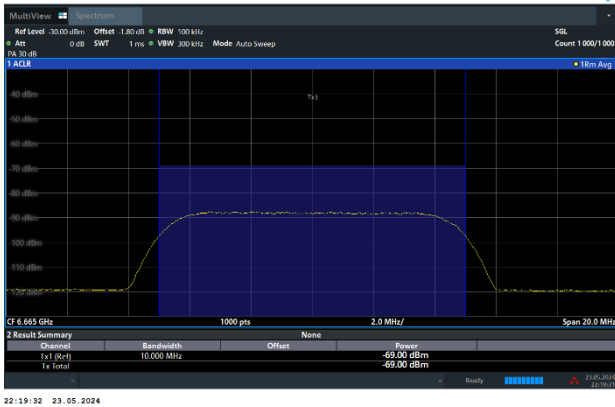 MultiView Spectrum
Ref Level -30.00 dBm Offset -1.80 dB RBW 100 kHz SGL
Att 0 dB SWT 1 ms VBW 300 kHz Mode Auto Sweep Count 1000/1000
PA 30 dB
1 ACLR 1Rm Avg
-40 dBm
Tx1
-50 dBm
-60 dBm
-70 dBm
-80 dBm
-90 dBm
-100 dBm
-110 dBm
-120 dBm
CF 6.665 GHz 1000 pts 2.0 MHz/ Span 20.0 MHz
2 Result Summary None
Channel Bandwidth Offset Power
Tx1 (Ref) 10.000 MHz -69.00 dBm
Tx Total -69.00 dBm
Ready 23.05.2024
22:19:31
22:19:32 23.05.2024